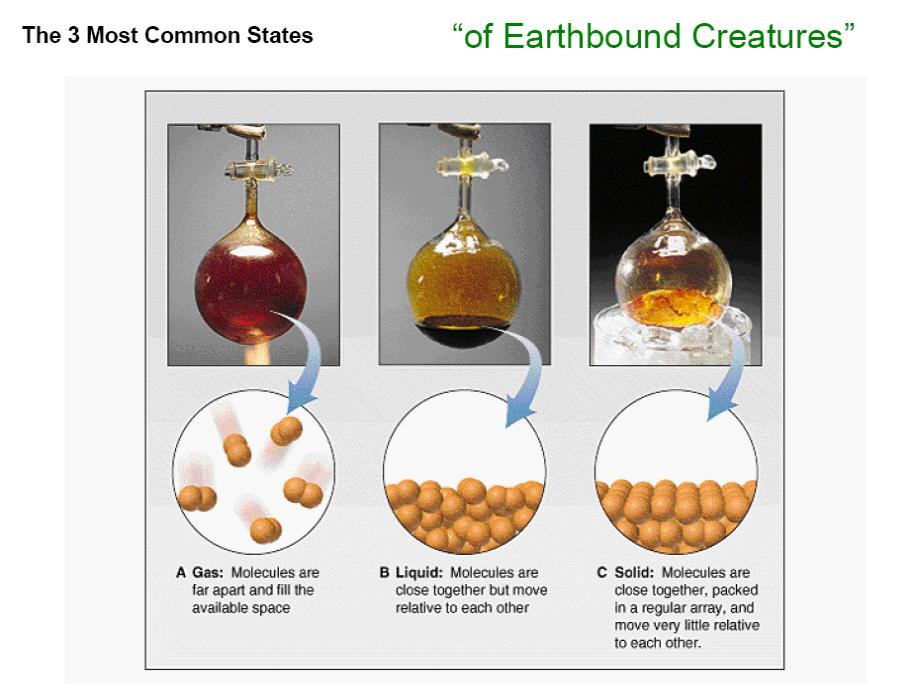 The 3 Most Common States
“of Earthbound Creatures”
A Gas: Molecules are
far apart and fill the
available space
B Liquid: Molecules are
close together but move
relative to each other
C Solid: Molecules are
close together, packed
in a regular array, and
move very little relative
to each other.